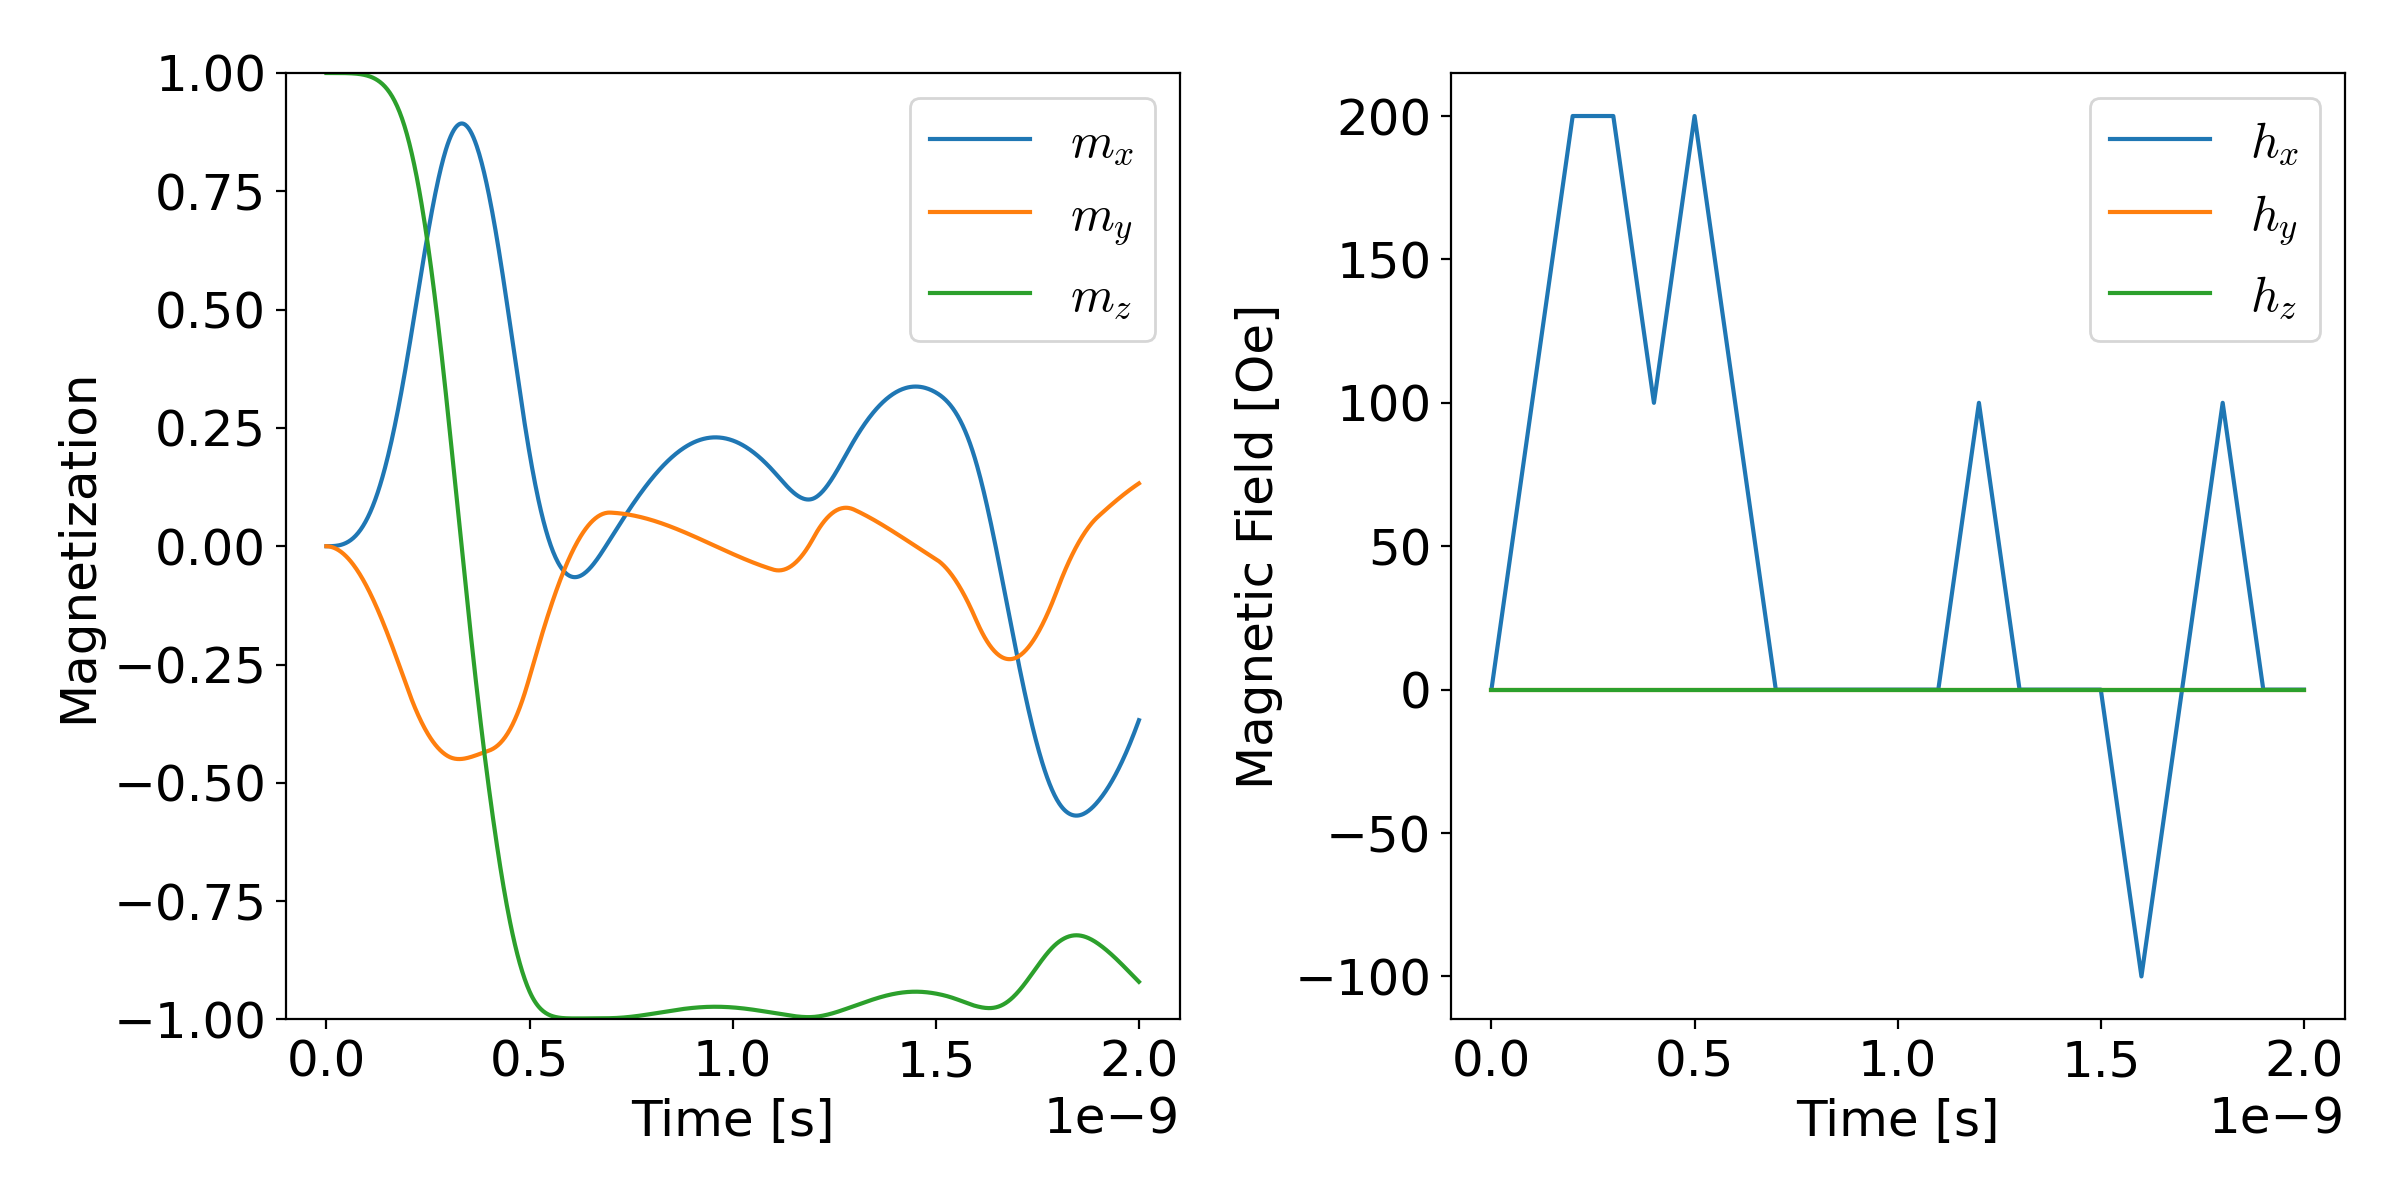 1.00
0.75
0.50
0.25
0.00
−0.25
−0.50
−0.75
−1.00
Magnetization
0.0 0.5 1.0 1.5 2.0
Time [s]
1e−9
m_x
m_y
m_z
200
150
100
50
0
−50
−100
Magnetic Field [Oe]
0.0 0.5 1.0 1.5 2.0
Time [s]
1e−9
h_x
h_y
h_z